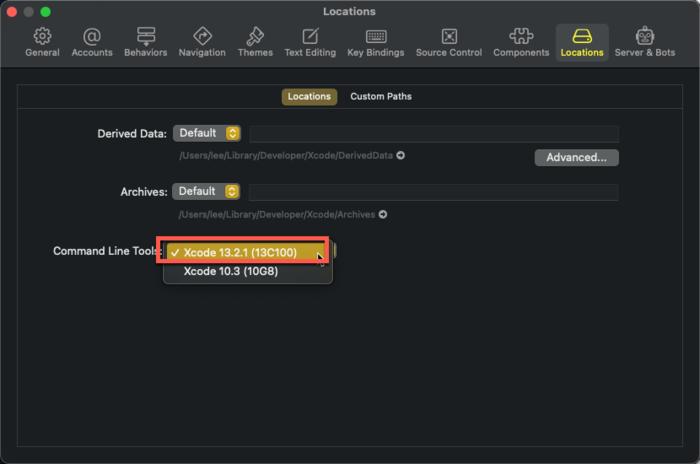 Locations
General Accounts Behaviors Navigation Themes Text Editing Key Bindings Source Control Components Locations Server & Bots
Locations Custom Paths
Derived Data: Default
/Users/lee/Library/Developer/Xcode/DerivedData
Advanced...
Archives: Default
/Users/lee/Library/Developer/Xcode/Archives
Command Line Tools: ✓ Xcode 13.2.1 (13C100)
Xcode 10.3 (10G8)